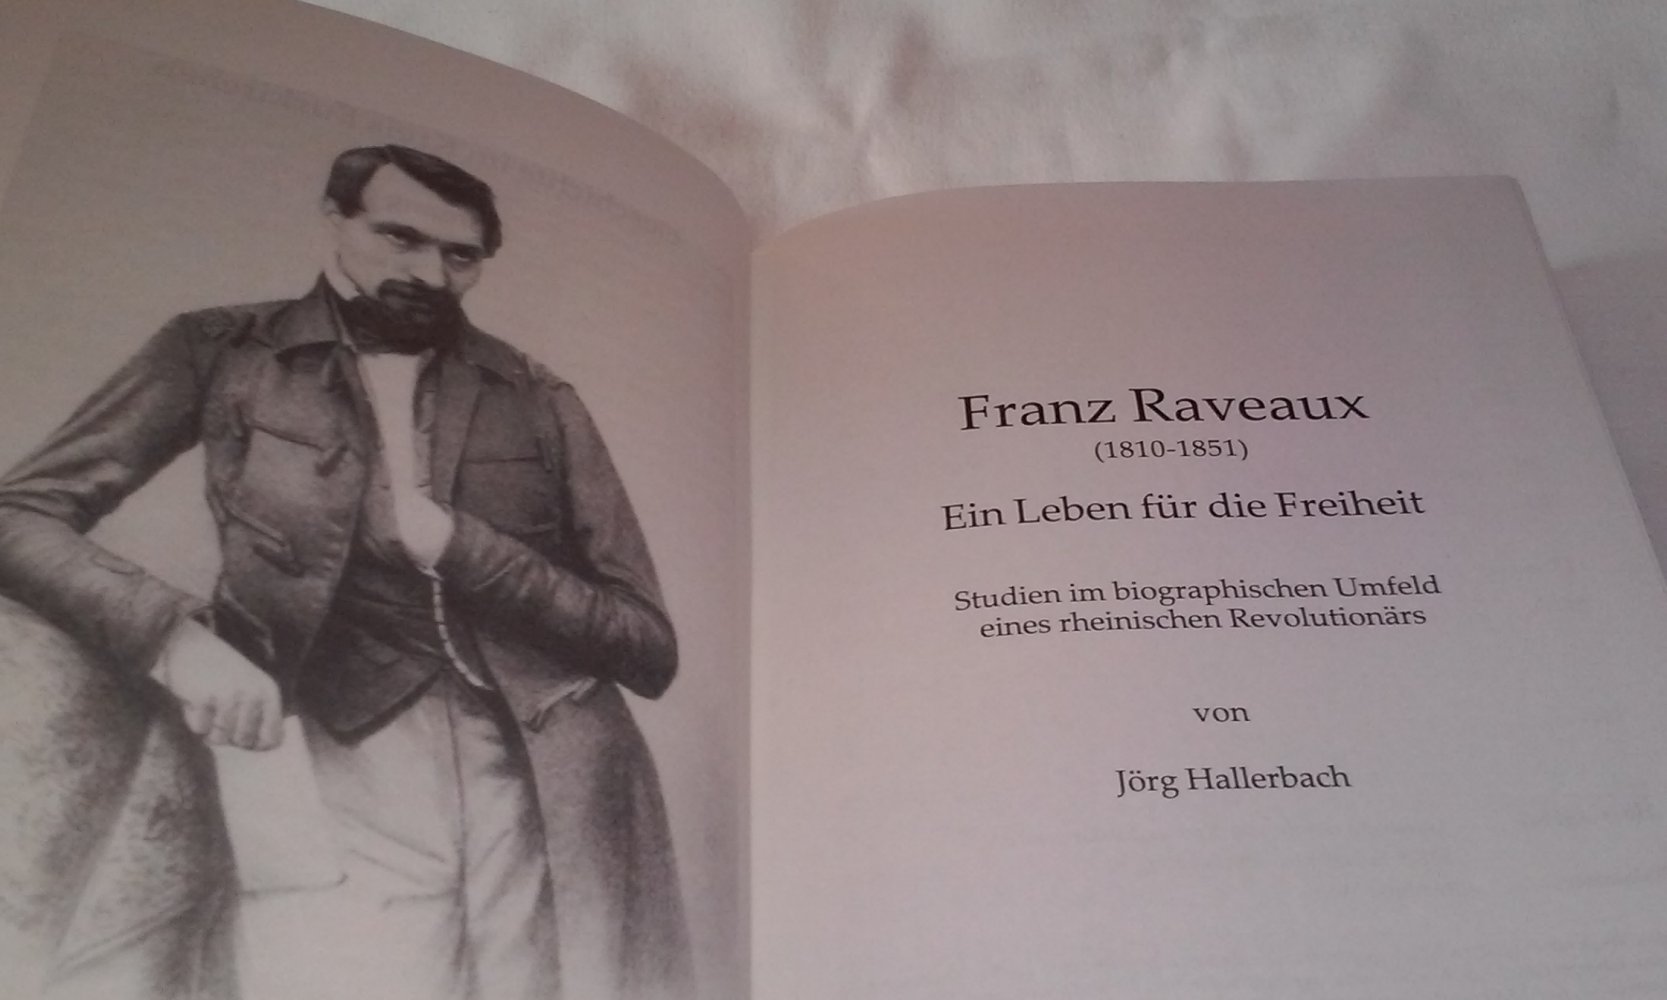 Franz Raveaux
(1810-1851)
Ein Leben für die Freiheit
Studien im biographischen Umfeld
eines rheinischen Revolutionärs
von
Jörg Hallerbach